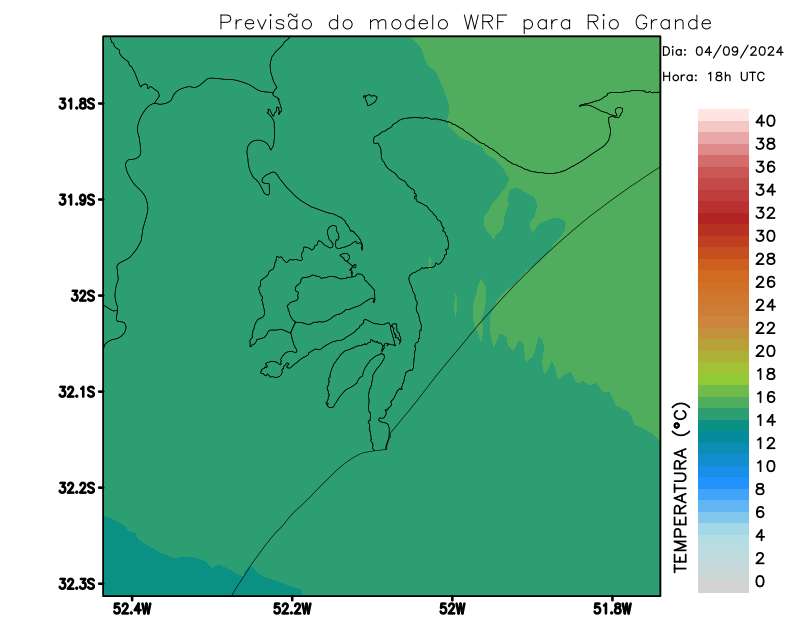 Previsão do modelo WRF para Rio Grande
Dia: 04/09/2024
Hora: 18h UTC
31.8S
31.9S
32S
32.1S
32.2S
32.3S
52.4W
52.2W
52W
51.8W
TEMPERATURA (°C)
40
38
36
34
32
30
28
26
24
22
20
18
16
14
12
10
8
6
4
2
0